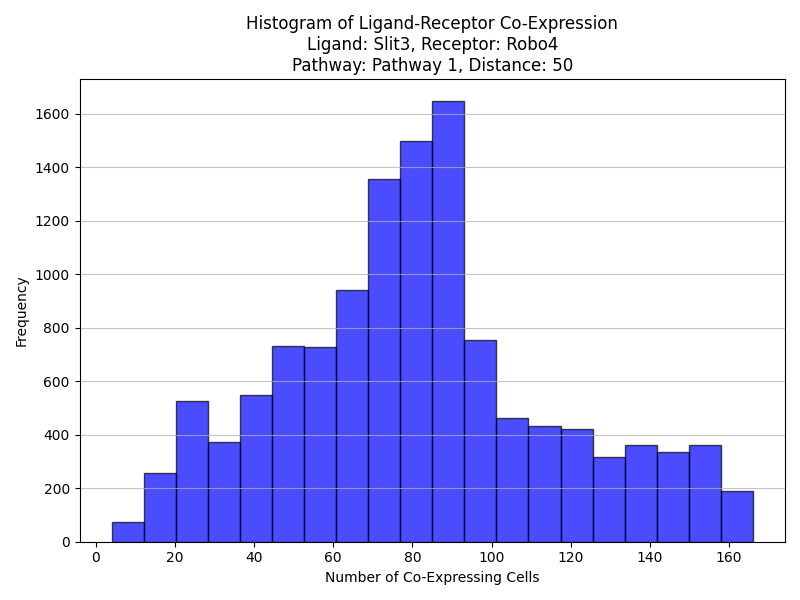 Histogram of Ligand-Receptor Co-Expression
Ligand: Slit3, Receptor: Robo4
Pathway: Pathway 1, Distance: 50
1600
1400
1200
1000
800
600
400
200
0
Frequency
0 20 40 60 80 100 120 140 160
Number of Co-Expressing Cells